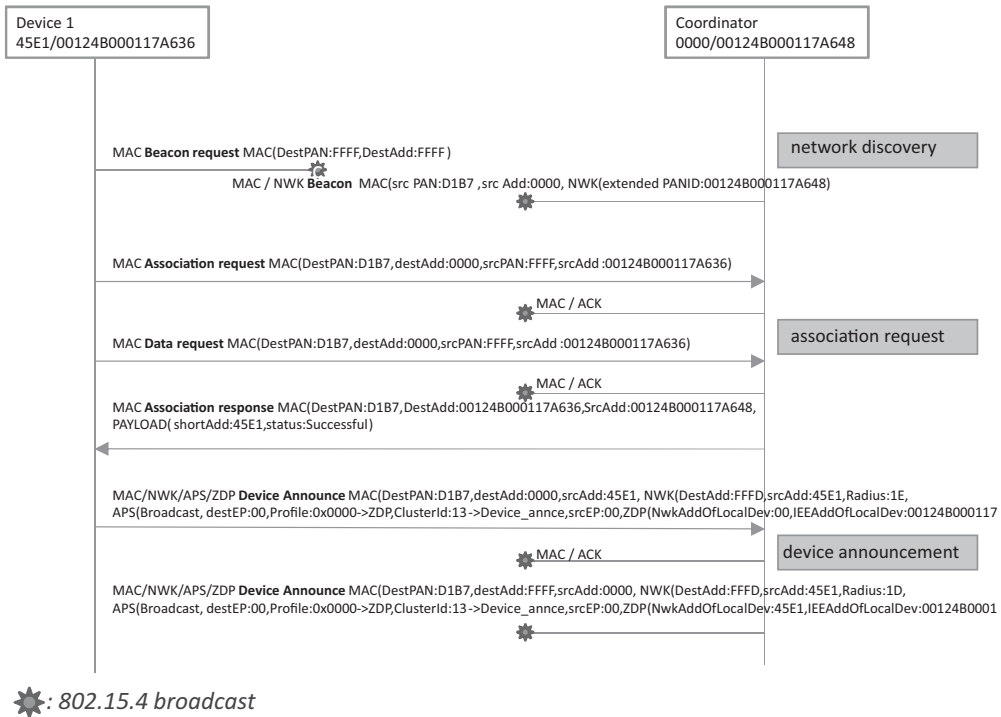 Device 1
45E1/00124B000117A636
Coordinator
0000/00124B000117A648
MAC Beacon request MAC(DestPAN:FFFF,DestAdd:FFFF )
network discovery
MAC / NWK Beacon MAC(src PAN:D1B7 ,src Add:0000, NWK(extended PANID:00124B000117A648)
MAC Association request MAC(DestPAN:D1B7,destAdd:0000,srcPAN:FFFF,srcAdd :00124B000117A636)
MAC / ACK
association request
MAC Data request MAC(DestPAN:D1B7,destAdd:0000,srcPAN:FFFF,srcAdd :00124B000117A636)
MAC / ACK
MAC Association response MAC(DestPAN:D1B7,DestAdd:00124B000117A636,SrcAdd:00124B000117A648,
PAYLOAD( shortAdd:45E1,status:Successful)
MAC/NWK/APS/ZDP Device Announce MAC(DestPAN:D1B7,destAdd:0000,srcAdd:45E1, NWK(DestAdd:FFFD,srcAdd:45E1,Radius:1E,
APS(Broadcast, destEP:00,Profile:0x0000->ZDP,ClusterId:13->Device_annce,srcEP:00,ZDP(NwkAddOfLocalDev:00,IEEAddOfLocalDev:00124B000117
MAC / ACK
device announcement
MAC/NWK/APS/ZDP Device Announce MAC(DestPAN:D1B7,destAdd:FFFF,srcAdd:0000, NWK(DestAdd:FFFD,srcAdd:45E1,Radius:1D,
APS(Broadcast, destEP:00,Profile:0x0000->ZDP,ClusterId:13->Device_annce,srcEP:00,ZDP(NwkAddOfLocalDev:45E1,IEEAddOfLocalDev:00124B0001
: 802.15.4 broadcast